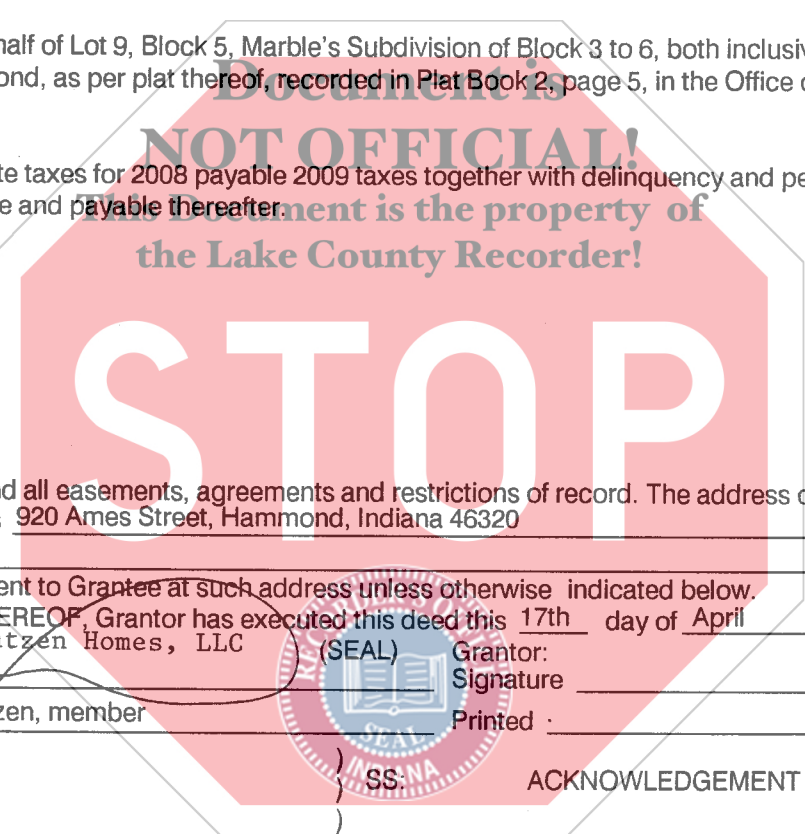 half of Lot 9, Block 5, Marble's Subdivision of Block 3 to 6, both inclusiv
ond, as per plat thereof, recorded in Plat Book 2, page 5, in the Office o
Document is
NOT OFFICIAL!
te taxes for 2008 payable 2009 taxes together with delinquency and pe
e and payable thereafter.
This Document is the property of
the Lake County Recorder!
STOP
d all easements, agreements and restrictions of record. The address o
920 Ames Street, Hammond, Indiana 46320
ent to Grantee at such address unless otherwise indicated below.
EREOF, Grantor has executed this deed this 17th day of April
tzen Homes, LLC (SEAL) Grantor:
Signature
zen, member Printed
RECORDER'S OFFICE
SEAL
INDIANA
) SS: ACKNOWLEDGEMENT
)